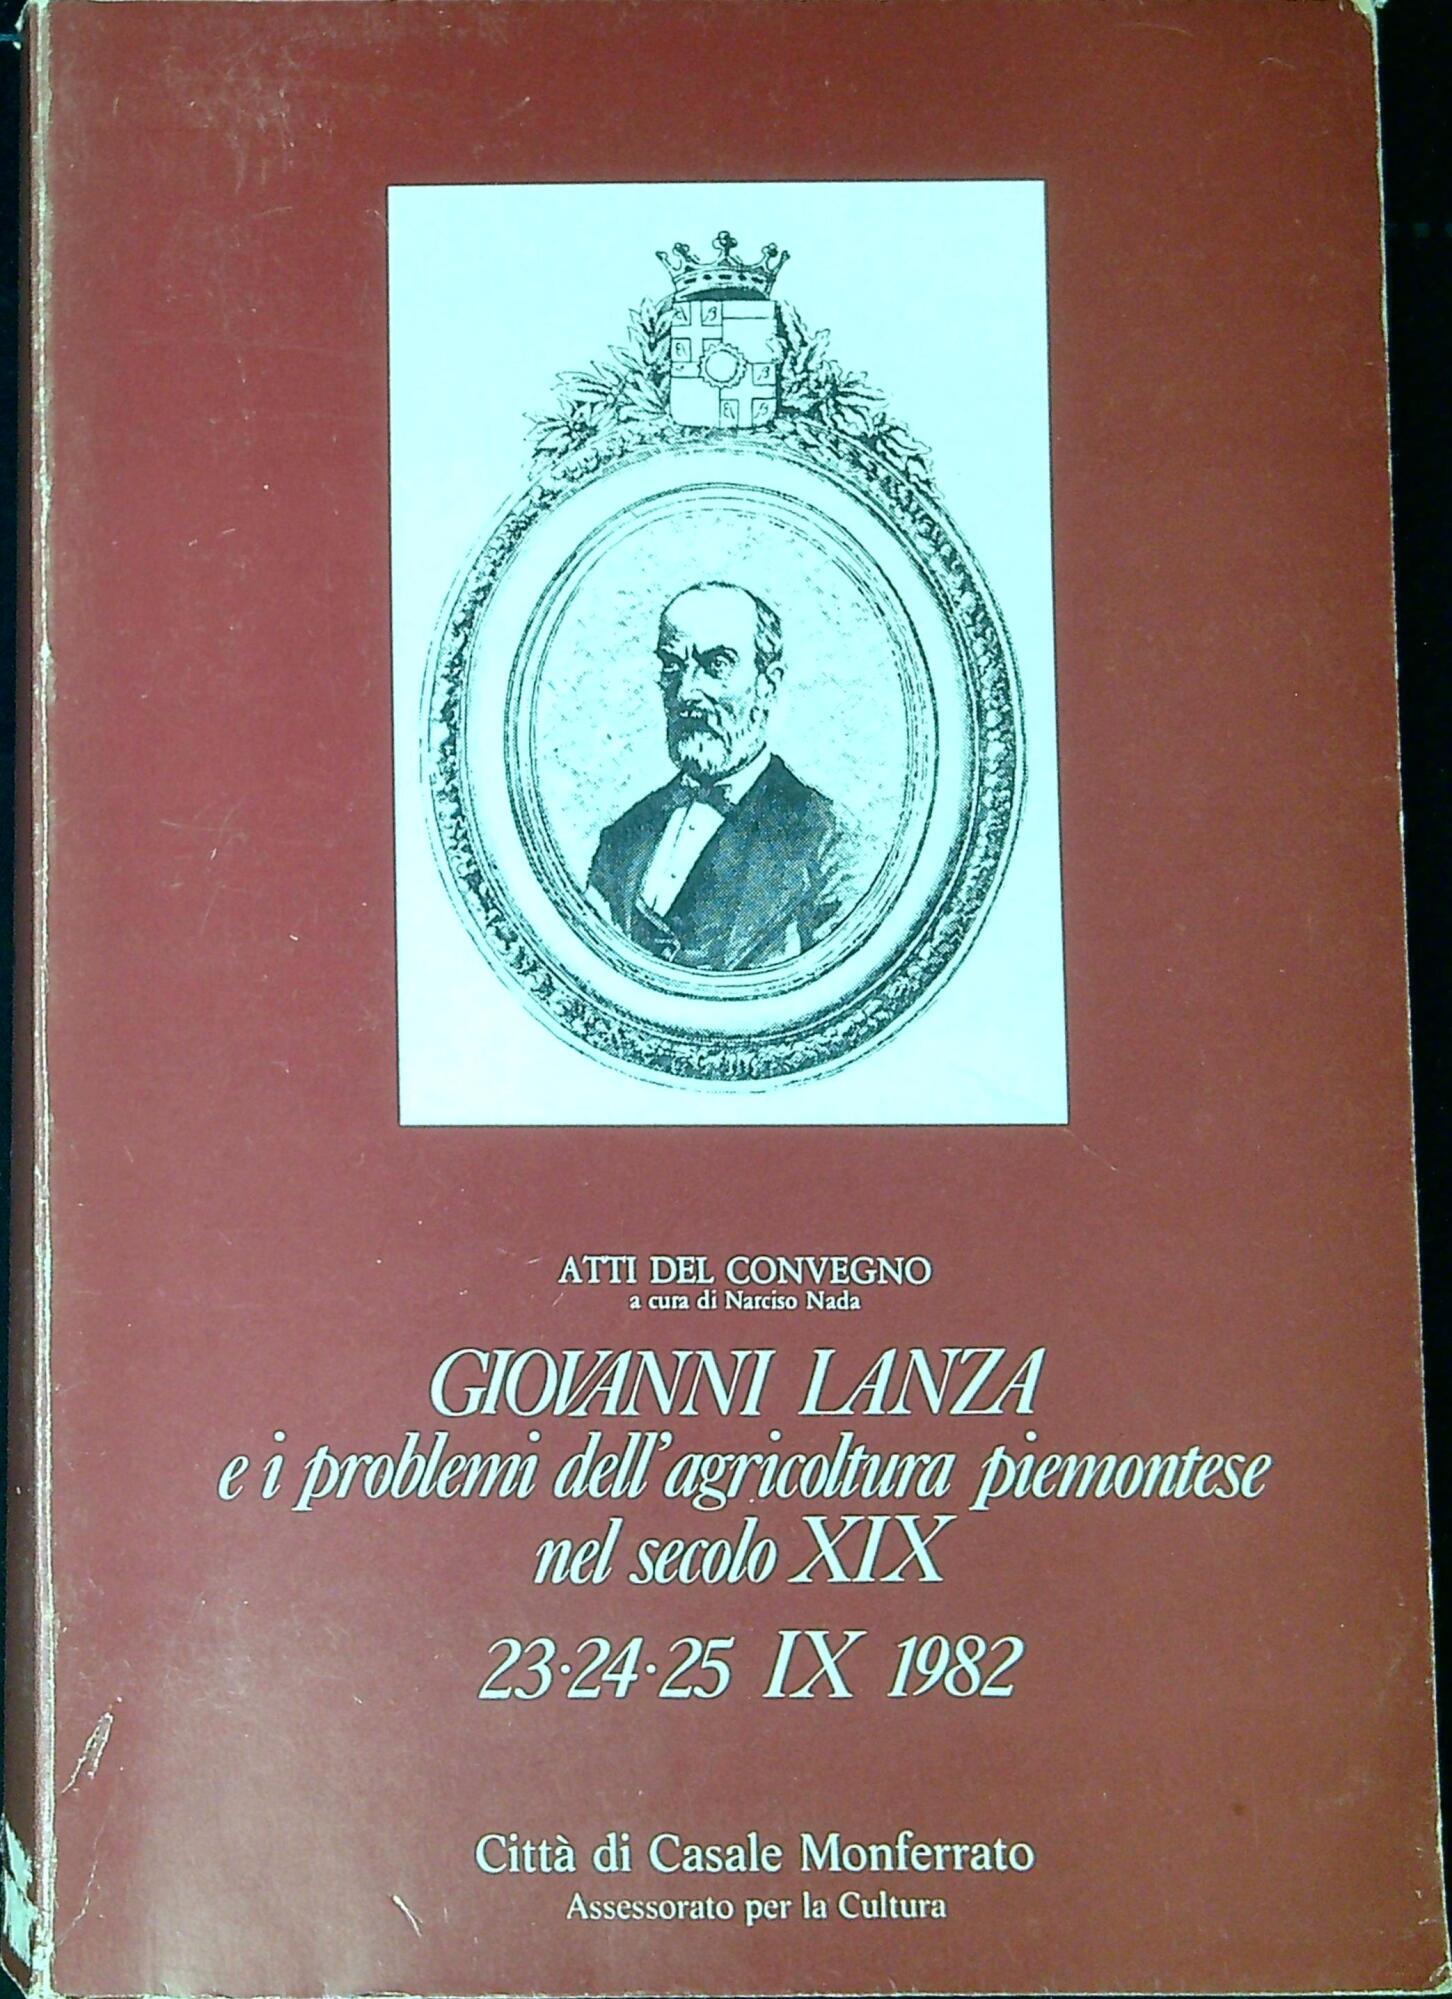 ATTI DEL CONVEGNO
a cura di Narciso Nada
GIOVANNI LANZA
e i problemi dell'agricoltura piemontese
nel secolo XIX
23·24·25 IX 1982
Città di Casale Monferrato
Assessorato per la Cultura